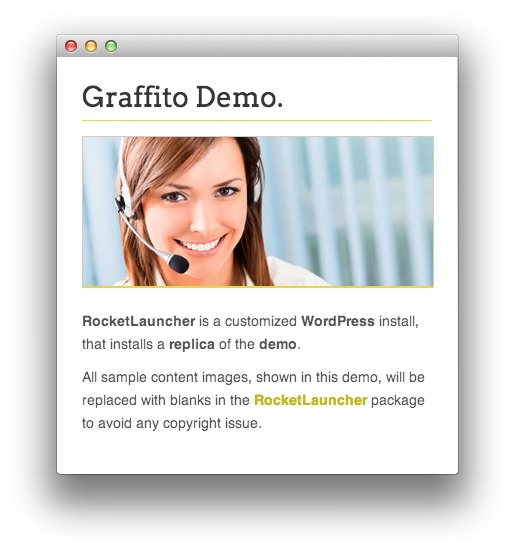 Graffito Demo.
RocketLauncher is a customized WordPress install,
that installs a replica of the demo.
All sample content images, shown in this demo, will be
replaced with blanks in the RocketLauncher package
to avoid any copyright issue.